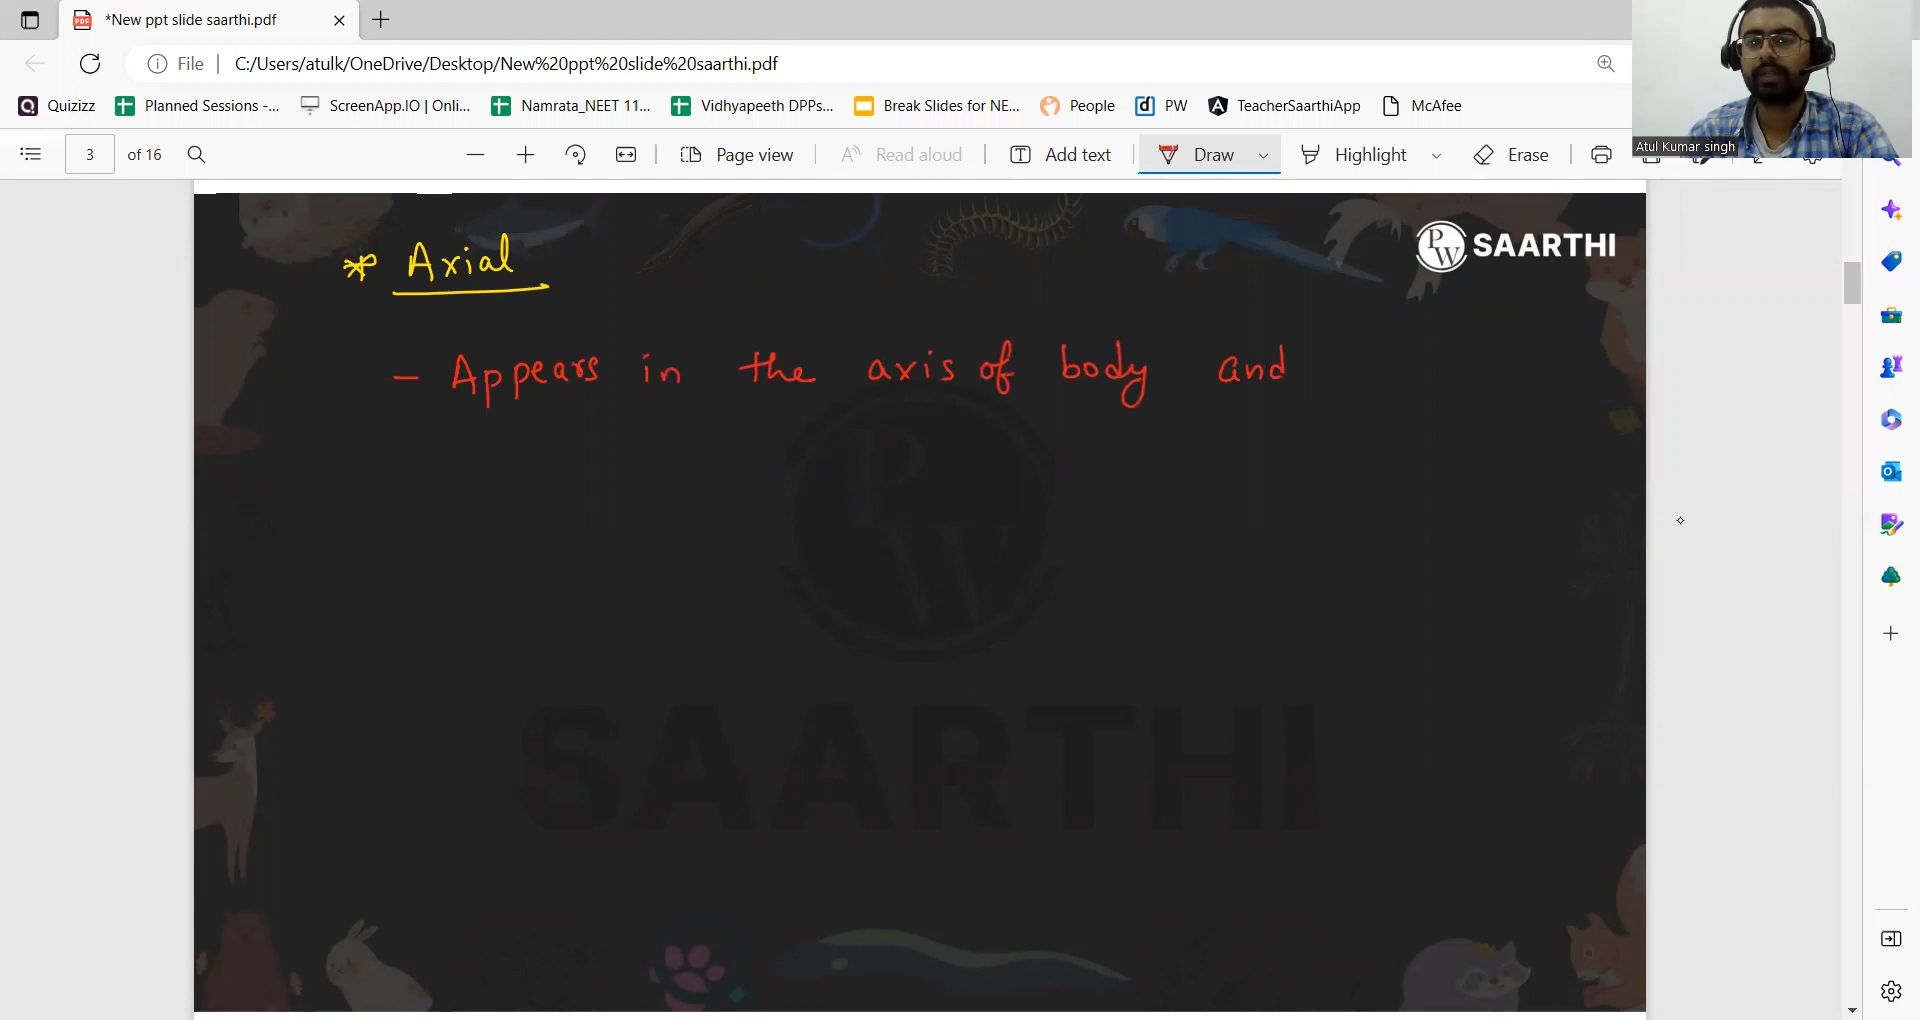 *New ppt slide saarthi.pdf
File
C:/Users/atulk/OneDrive/Desktop/New%20ppt%20slide%20saarthi.pdf
Quizizz
Planned Sessions -...
ScreenApp.IO | Onli...
Namrata_NEET 11...
Vidhyapeeth DPPs...
Break Slides for NE...
People
PW
TeacherSaarthiApp
McAfee
3 of 16
Page view
Read aloud
Add text
Draw
Highlight
Erase
Atul Kumar singh
PW SAARTHI
* Axial
- Appears in the axis of body and
PW
SAARTHI